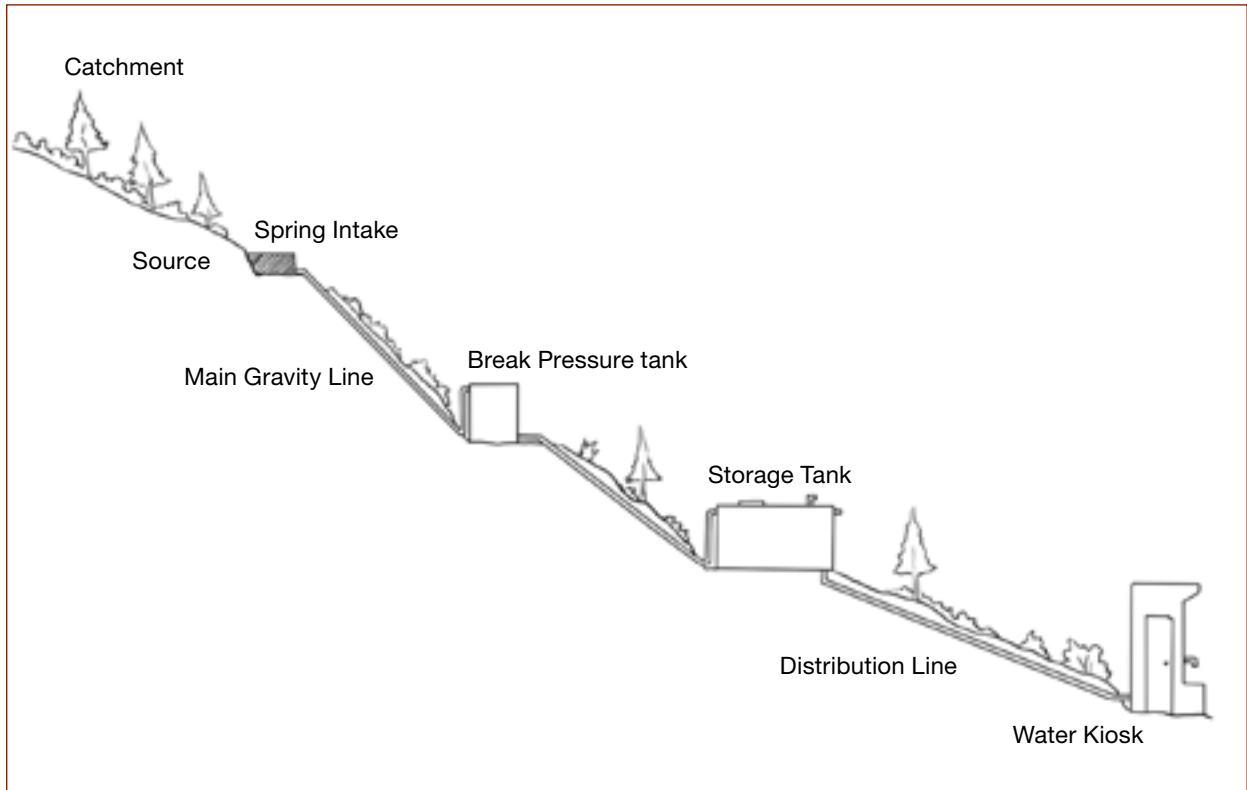 Catchment
Spring Intake
Source
Break Pressure tank
Main Gravity Line
Storage Tank
Distribution Line
Water Kiosk